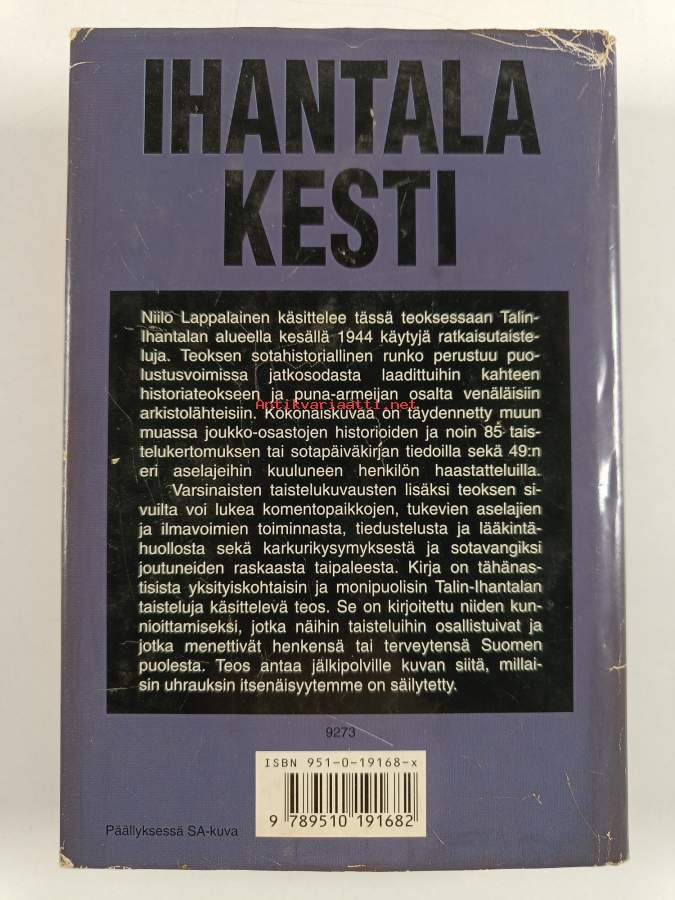 IHANTALA
KESTI
Niilo Lappalainen käsittelee tässä teoksessaan Talin-
Ihantalan alueella kesällä 1944 käytyjä ratkaisutaiste-
luja. Teoksen sotahistoriallinen runko perustuu puo-
lustusvoimissa jatkosodasta laadittuihin kahteen
historiateokseen ja puna-armeijan osalta venäläisiin
arkistolähteisiin. Kokonaiskuvaa on täydennetty muun
Antikvariaatti.net
muassa joukko-osastojen historioiden ja noin 85 tais-
telukertomuksen tai sotapäiväkirjan tiedoilla sekä 49:n
eri aselajeihin kuuluneen henkilön haastatteluilla.
Varsinaisten taistelukuvausten lisäksi teoksen si-
vuilta voi lukea komentopaikkojen, tukevien aselajien
ja ilmavoimien toiminnasta, tiedustelusta ja lääkintä-
huollosta sekä karkurikysymyksestä ja sotavangiksi
joutuneiden raskaasta taipaleesta. Kirja on tähänas-
tisista yksityiskohtaisin ja monipuolisin Talin-Ihantalan
taisteluja käsittelevä teos. Se on kirjoitettu niiden kun-
nioittamiseksi, jotka näihin taisteluihin osallistuivat ja
jotka menettivät henkensä tai terveytensä Suomen
puolesta. Teos antaa jälkipolville kuvan siitä, millai-
sin uhrauksin itsenäisyytemme on säilytetty.
9273
ISBN 951-0-19168-x
9 789510 191682
Päällyksessä SA-kuva